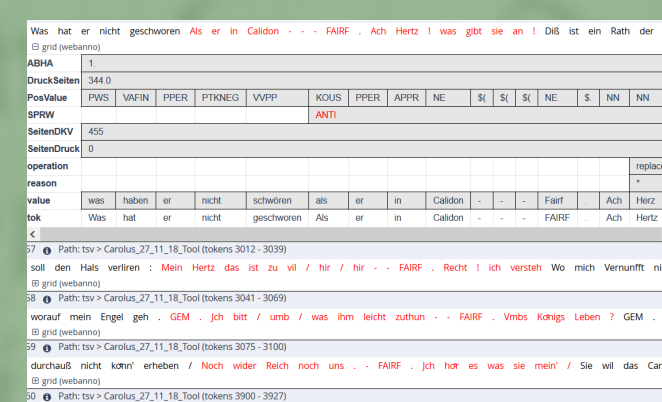 Was hat er nicht geschworen Als er in Calidon - - - FAIRF . Ach Hertz ! was gibt sie an ! Diß ist ein Rath der
grid (webanno)
ABHA 1.
DruckSeiten 344.0
PosValue PWS VAFIN PPER PTKNEG VVPP KOUS PPER APPR NE $( $( $( NE $. NN NN
SPRW ANTI
SeitenDKV 455
SeitenDruck 0
operation replace
reason *
value was haben er nicht schwören als er in Calidon - - - Fairf . Ach Herz
tok Was hat er nicht geschworen Als er in Calidon - - - FAIRF . Ach Hertz
57 Path: tsv > Carolus_27_11_18_Tool (tokens 3012 - 3039)
soll den Hals verliren : Mein Hertz das ist zu vil / hir / hir - - FAIRF . Recht ! ich versteh Wo mich Vernunfft
grid (webanno)
58 Path: tsv > Carolus_27_11_18_Tool (tokens 3041 - 3069)
worauf mein Engel geh . GEM . Jch bitt / umb / was ihm leicht zuthun - - FAIRF . Vmbs Koͤnigs Leben ? GEM .
grid (webanno)
59 Path: tsv > Carolus_27_11_18_Tool (tokens 3075 - 3100)
durchauß nicht koͤnn' erheben / Noch wider Reich noch uns . - FAIRF . Jch hoͤr es was sie mein' / Sie wil das
grid (webanno)
60 Path: tsv > Carolus_27_11_18_Tool (tokens 3900 - 3927)